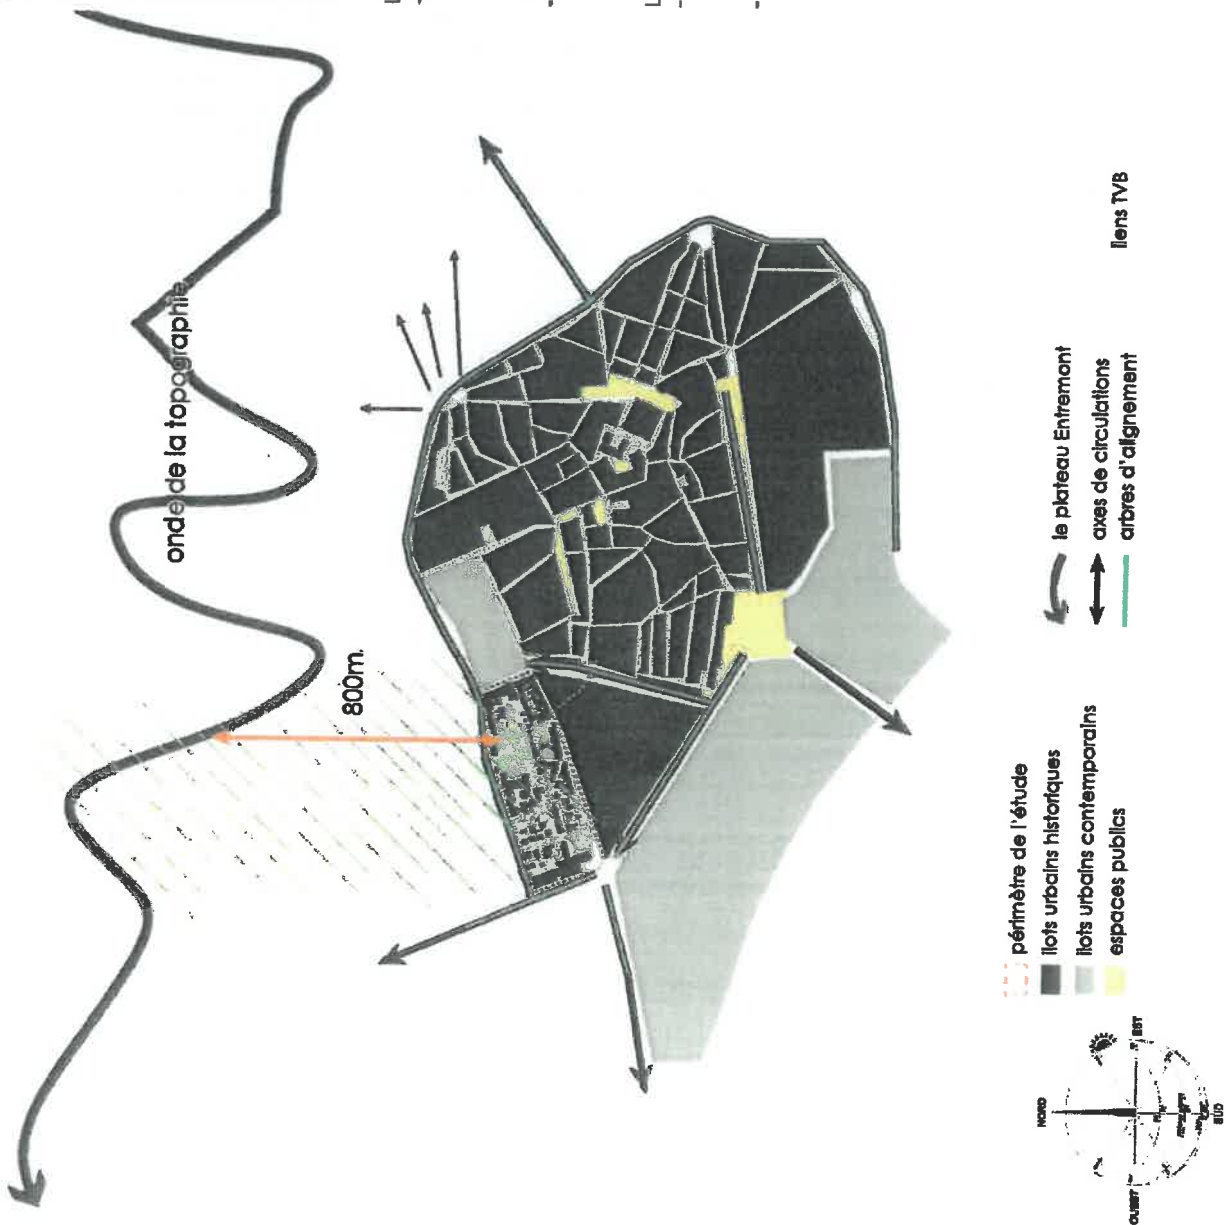 onde de la topographie
800m.
périmètre de l'étude
îlots urbains historiques
îlots urbains contemporains
espaces publics
le plateau Entremont
axes de circulations
arbres d'alignement
liens TVB
NORD
OUEST
EST
SUD